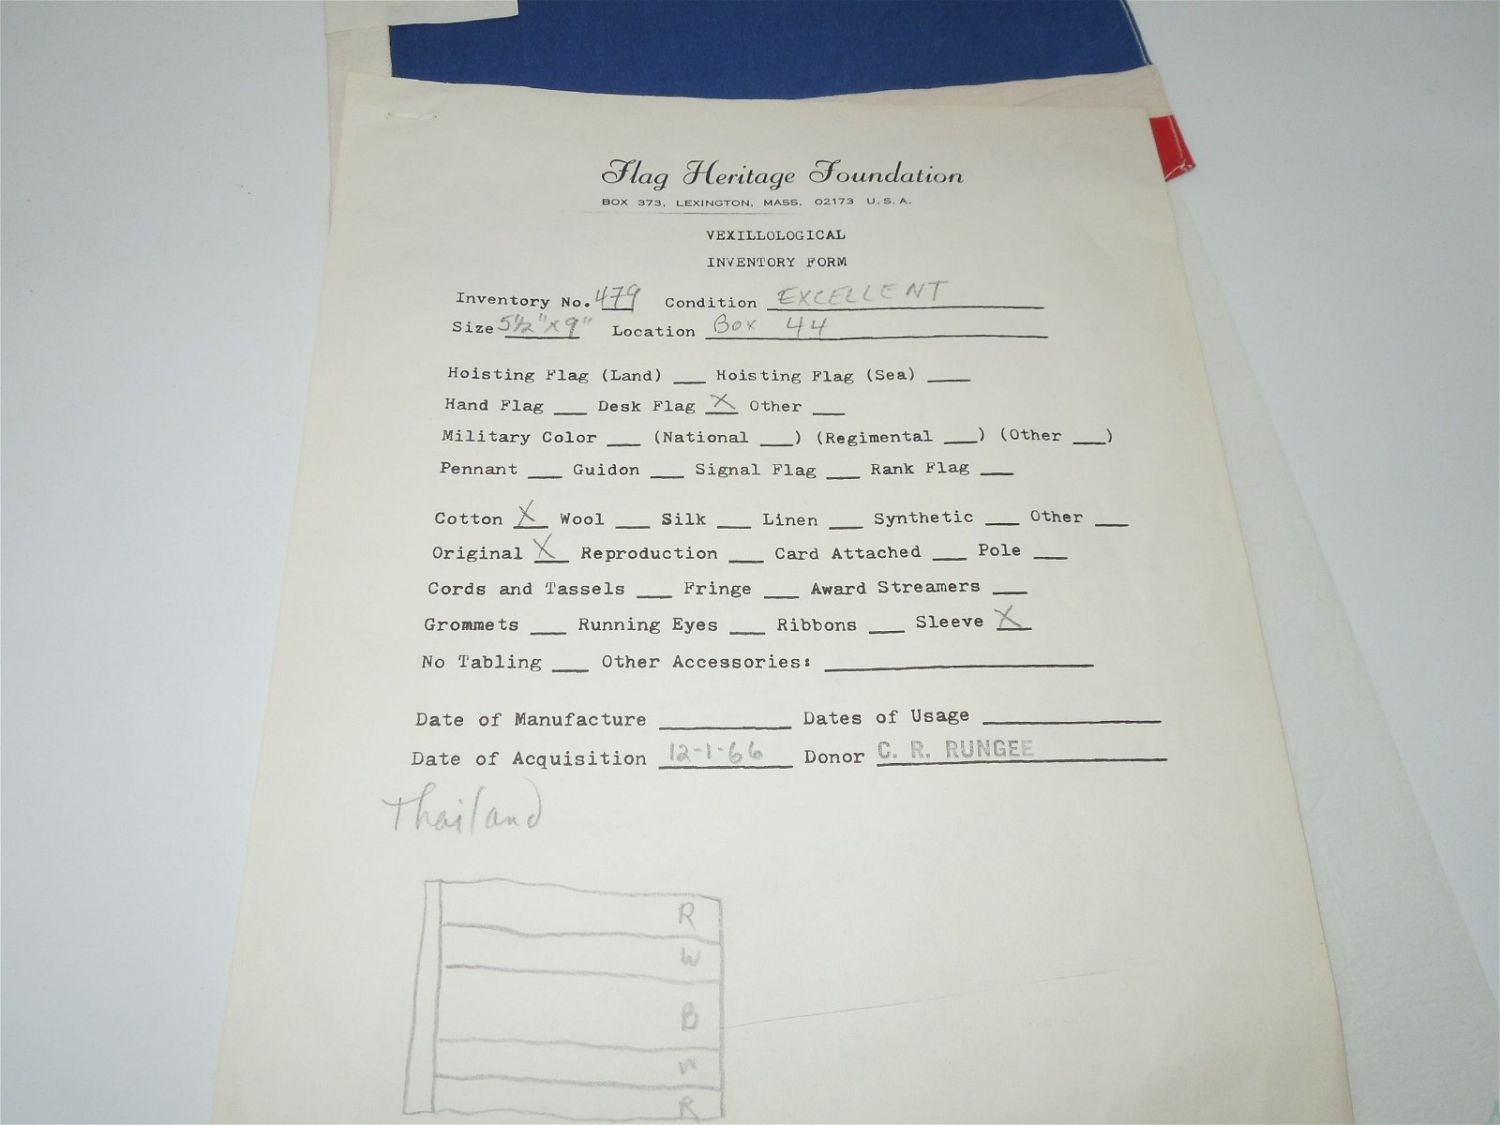 Flag Heritage Foundation
BOX 373, LEXINGTON, MASS. 02173 U.S.A.
VEXILLOLOGICAL
INVENTORY FORM
Inventory No. 479 Condition EXCELLENT
Size 5½"x9" Location Box 44
Hoisting Flag (Land) ___ Hoisting Flag (Sea) ___
Hand Flag ___ Desk Flag X Other ___
Military Color ___ (National ___) (Regimental ___) (Other ___)
Pennant ___ Guidon ___ Signal Flag ___ Rank Flag ___
Cotton X Wool ___ Silk ___ Linen ___ Synthetic ___ Other ___
Original X Reproduction ___ Card Attached ___ Pole ___
Cords and Tassels ___ Fringe ___ Award Streamers ___
Grommets ___ Running Eyes ___ Ribbons ___ Sleeve X
No Tabling ___ Other Accessories: ___
Date of Manufacture ___ Dates of Usage ___
Date of Acquisition 12-1-66 Donor C. R. RUNGEE
Thailand
R
W
B
W
R